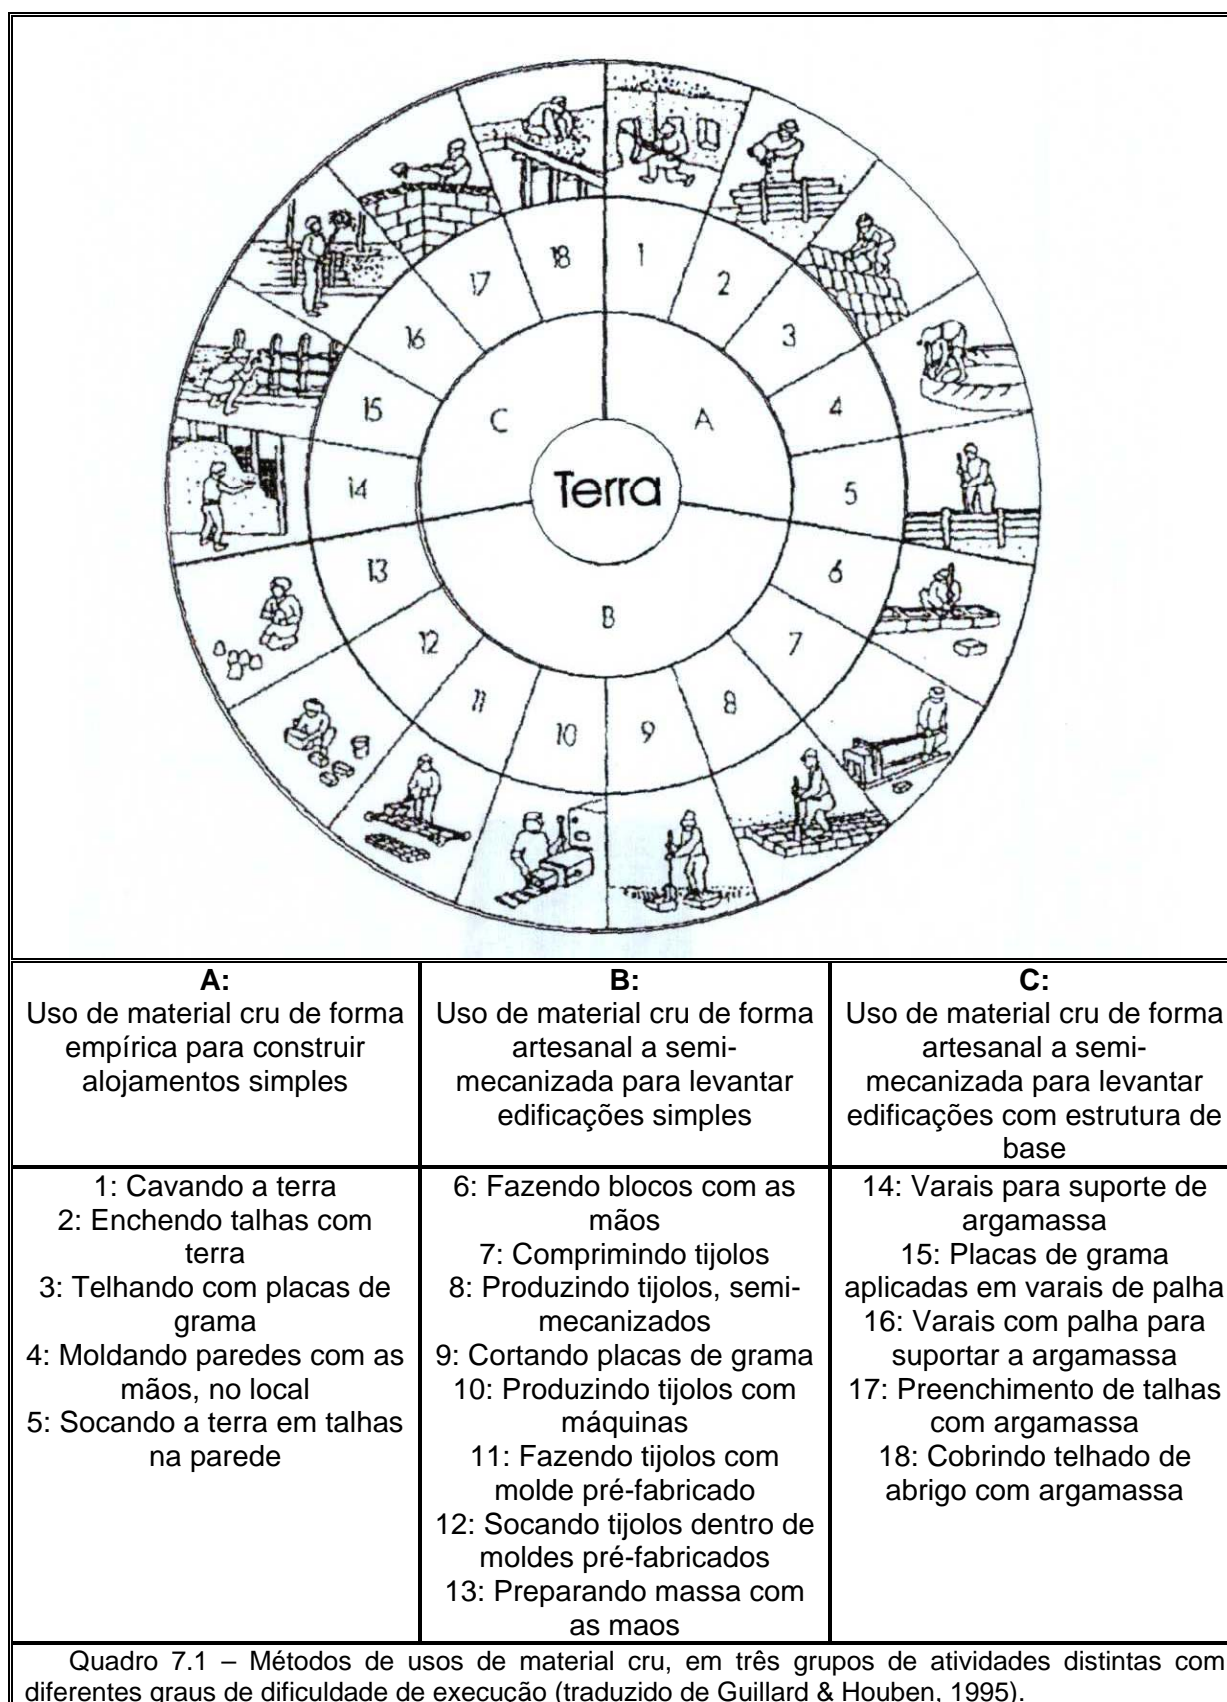 18
1
17
2
16
3
15
C
A
4
14
Terra
5
13
B
6
12
7
11
10
9
8
A:
Uso de material cru de forma
empírica para construir
alojamentos simples
B:
Uso de material cru de forma
artesanal a semi-
mecanizada para levantar
edificações simples
C:
Uso de material cru de forma
artesanal a semi-
mecanizada para levantar
edificações com estrutura de
base
1: Cavando a terra
2: Enchendo talhas com
terra
3: Telhando com placas de
grama
4: Moldando paredes com as
mãos, no local
5: Socando a terra em talhas
na parede
6: Fazendo blocos com as
mãos
7: Comprimindo tijolos
8: Produzindo tijolos, semi-
mecanizados
9: Cortando placas de grama
10: Produzindo tijolos com
máquinas
11: Fazendo tijolos com
molde pré-fabricado
12: Socando tijolos dentro de
moldes pré-fabricados
13: Preparando massa com
as maos
14: Varais para suporte de
argamassa
15: Placas de grama
aplicadas em varais de palha
16: Varais com palha para
suportar a argamassa
17: Preenchimento de talhas
com argamassa
18: Cobrindo telhado de
abrigo com argamassa
Quadro 7.1 – Métodos de usos de material cru, em três grupos de atividades distintas com
diferentes graus de dificuldade de execução (traduzido de Guillard & Houben, 1995).